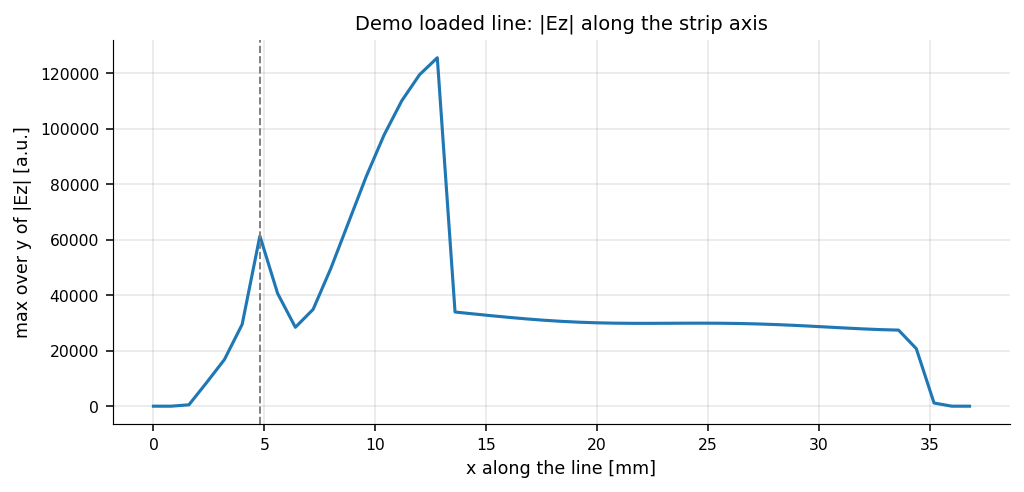 Demo loaded line: |Ez| along the strip axis
max over y of |Ez| [a.u.]
120000
100000
80000
60000
40000
20000
0
0 5 10 15 20 25 30 35
x along the line [mm]